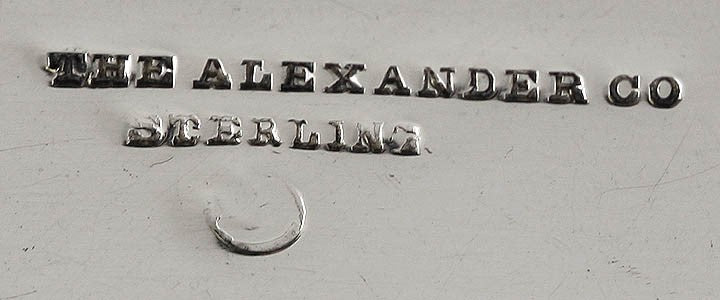 THE ALEXANDER CO
STERLING